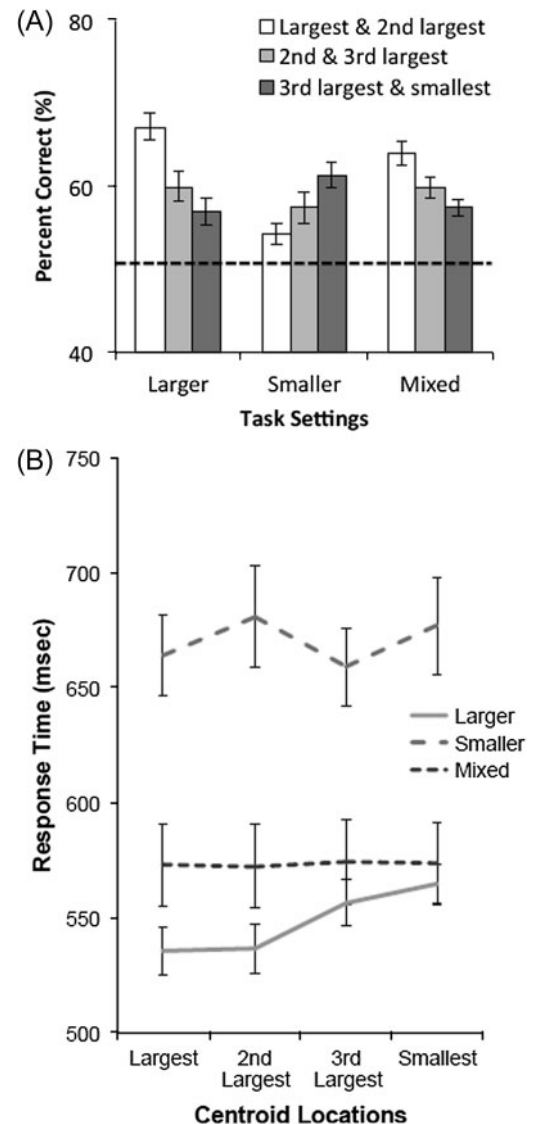 (A)
80
60
40
Percent Correct (%)
Largest & 2nd largest
2nd & 3rd largest
3rd largest & smallest
Larger Smaller Mixed
Task Settings
(B)
750
700
650
600
550
500
Response Time (msec)
Larger
Smaller
Mixed
Largest 2nd 3rd Smallest
Largest Largest
Centroid Locations